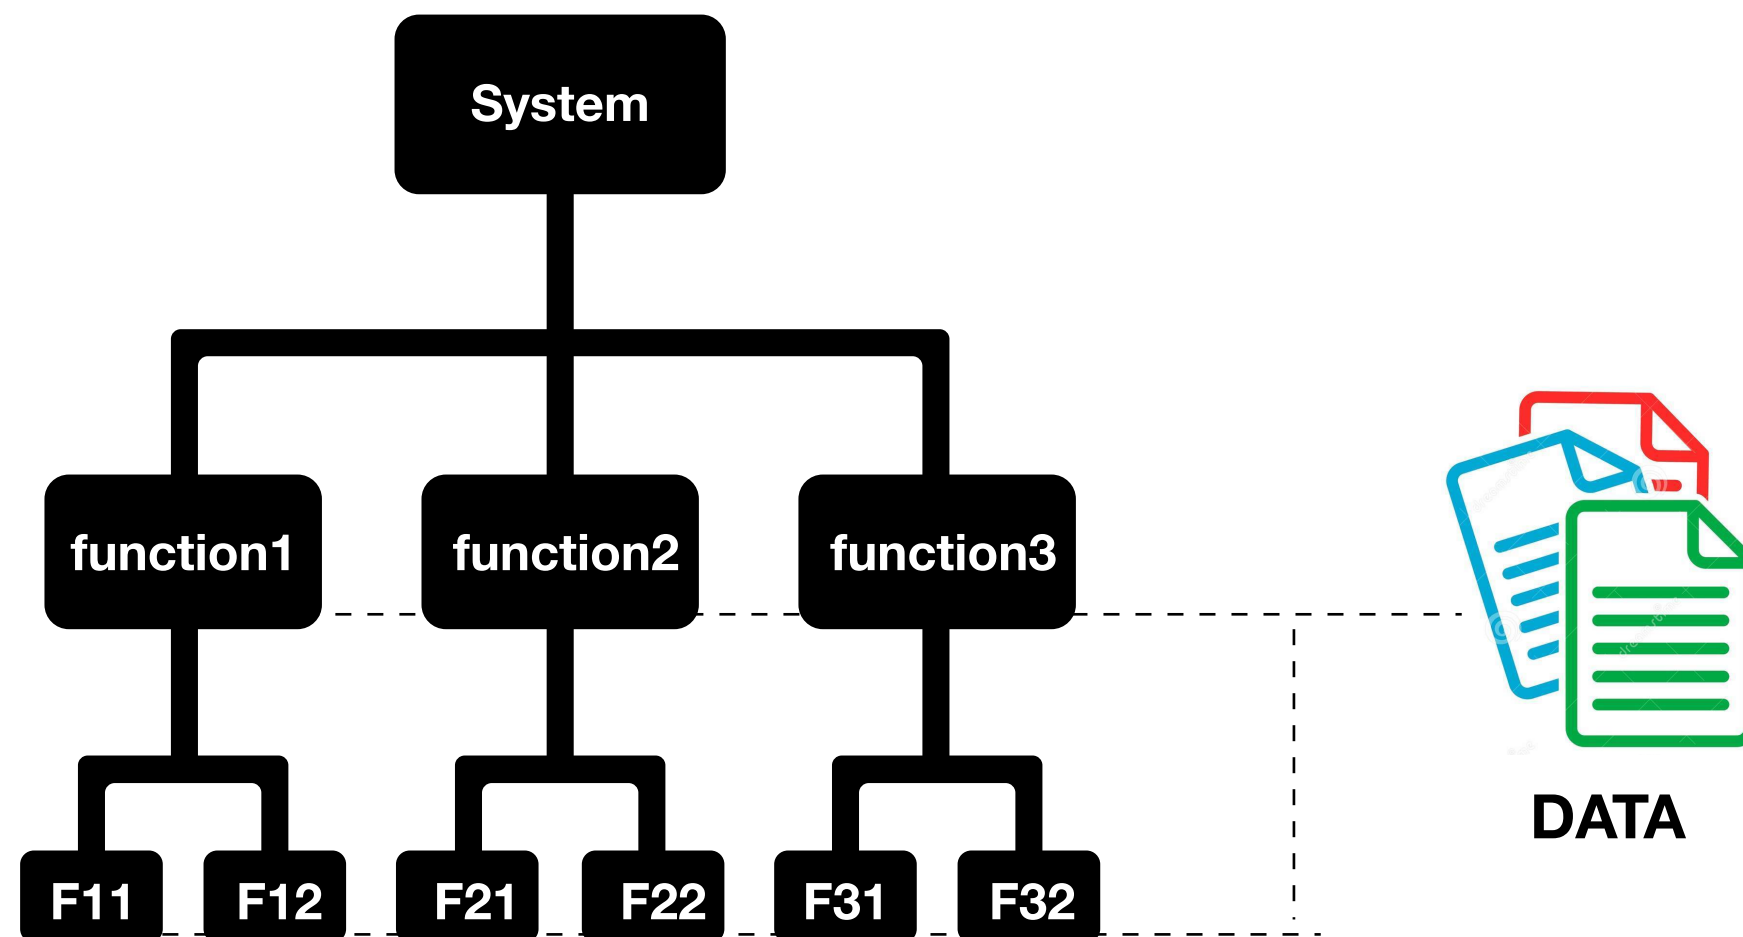 System
function1
function2
function3
DATA
F11
F12
F21
F22
F31
F32